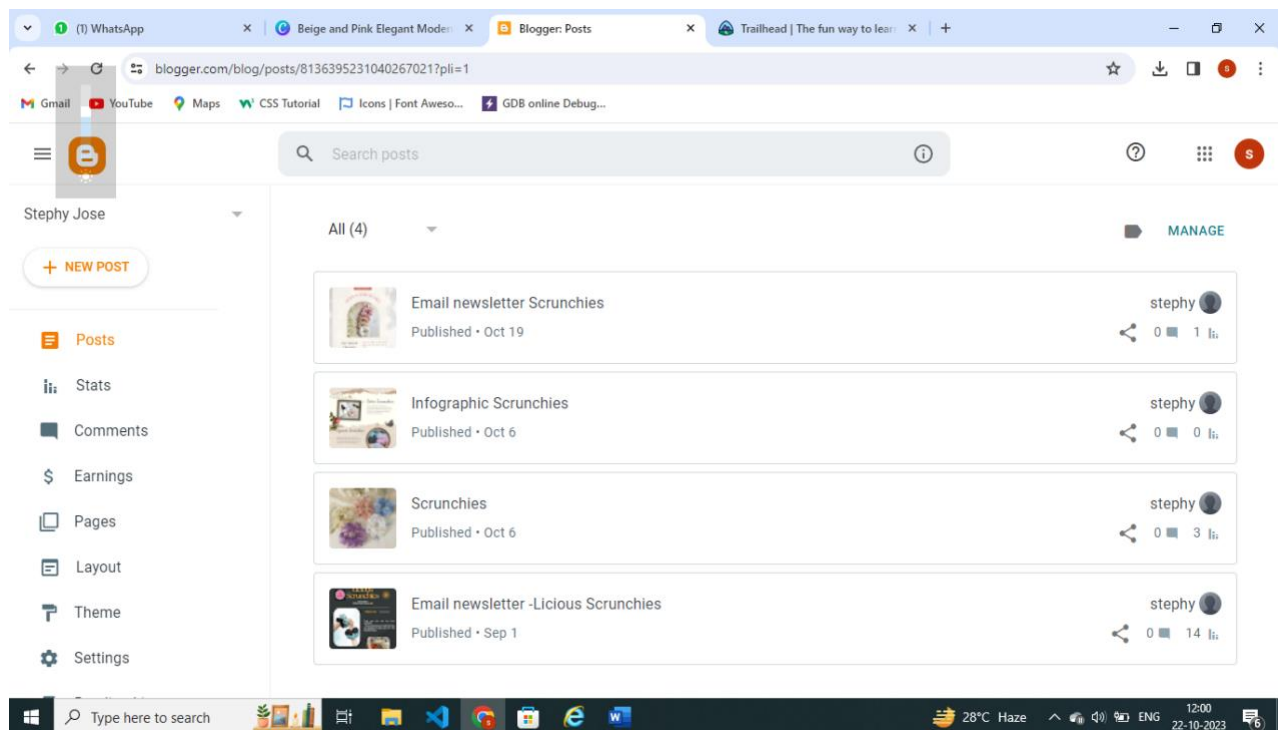 (1) WhatsApp
Beige and Pink Elegant Moder
Blogger: Posts
Trailhead | The fun way to lear
blogger.com/blog/posts/8136395231040267021?pli=1
Gmail YouTube Maps CSS Tutorial Icons | Font Aweso... GDB online Debug...
Search posts
S
Stephy Jose
All (4)
MANAGE
+ NEW POST
Email newsletter Scrunchies
stephy
Published • Oct 19
0 1
Posts
Stats
Infographic Scrunchies
stephy
Published • Oct 6
0 0
Comments
Earnings
Scrunchies
stephy
Published • Oct 6
0 3
Pages
Layout
Email newsletter -Licious Scrunchies
stephy
Published • Sep 1
0 14
Theme
Settings
Type here to search
28°C Haze
ENG
12:00
22-10-2023
6